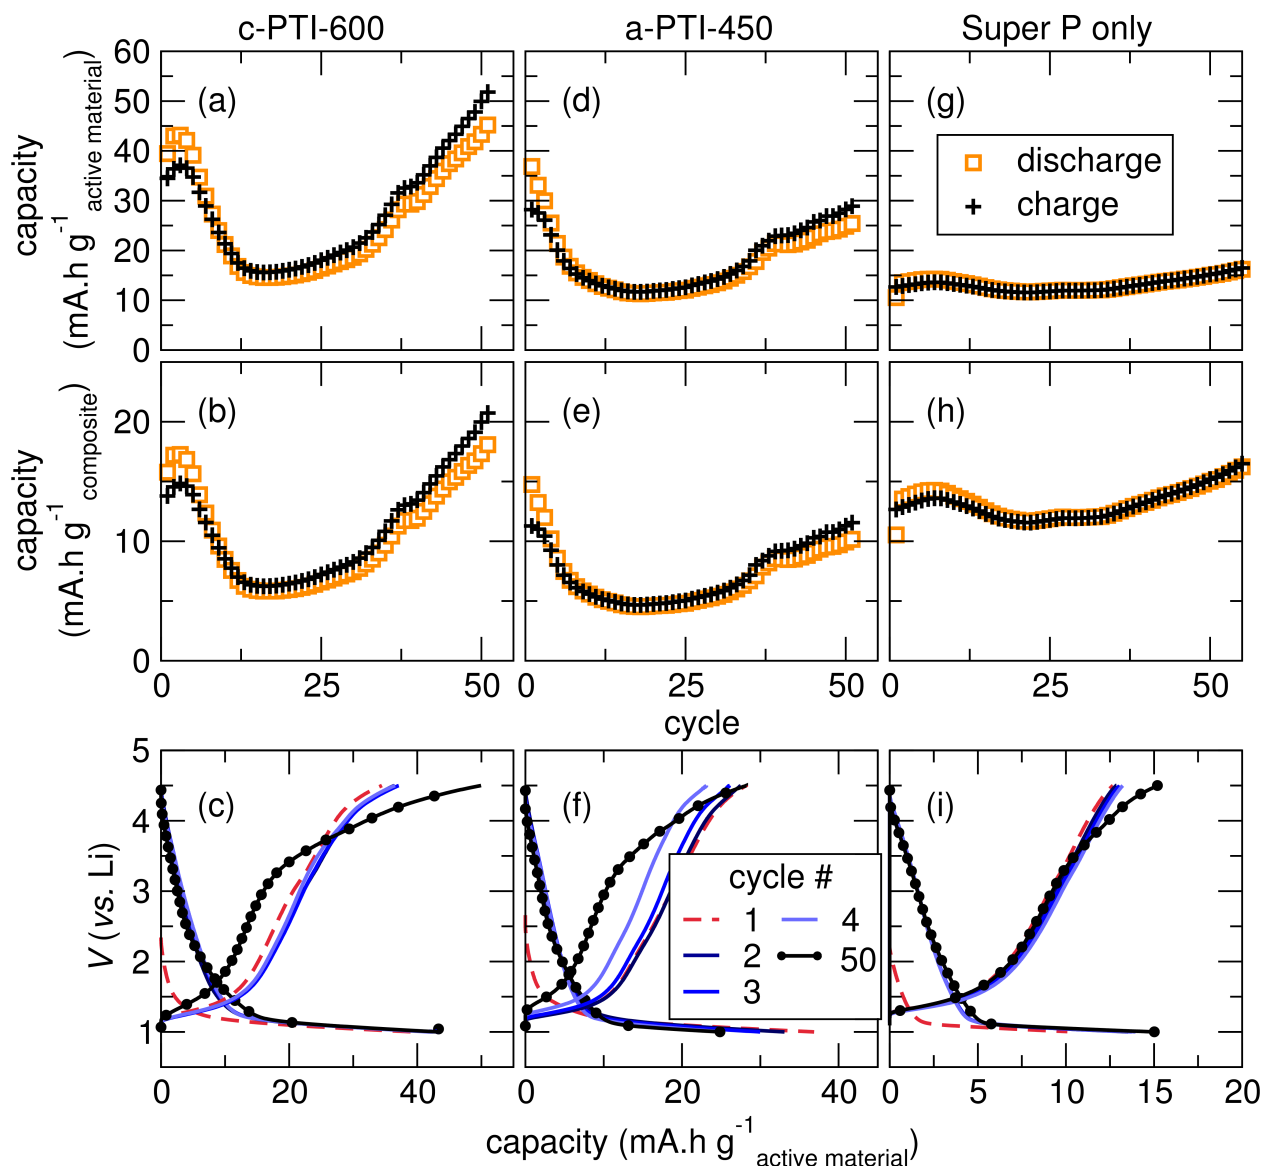 c-PTI-600 a-PTI-450 Super P only
capacity
(mA.h g-1 active material)
60
50
40
30
20
10
0
(a) (d) (g)
discharge
charge
capacity
(mA.h g-1 composite)
20
10
0
(b) (e) (h)
0 25 50 0 25 50 0 25 50
cycle
V (vs. Li)
5
4
3
2
1
(c) (f) (i)
cycle #
1 4
2 50
3
0 20 40 0 20 40 0 5 10 15 20
capacity (mA.h g-1 active material)